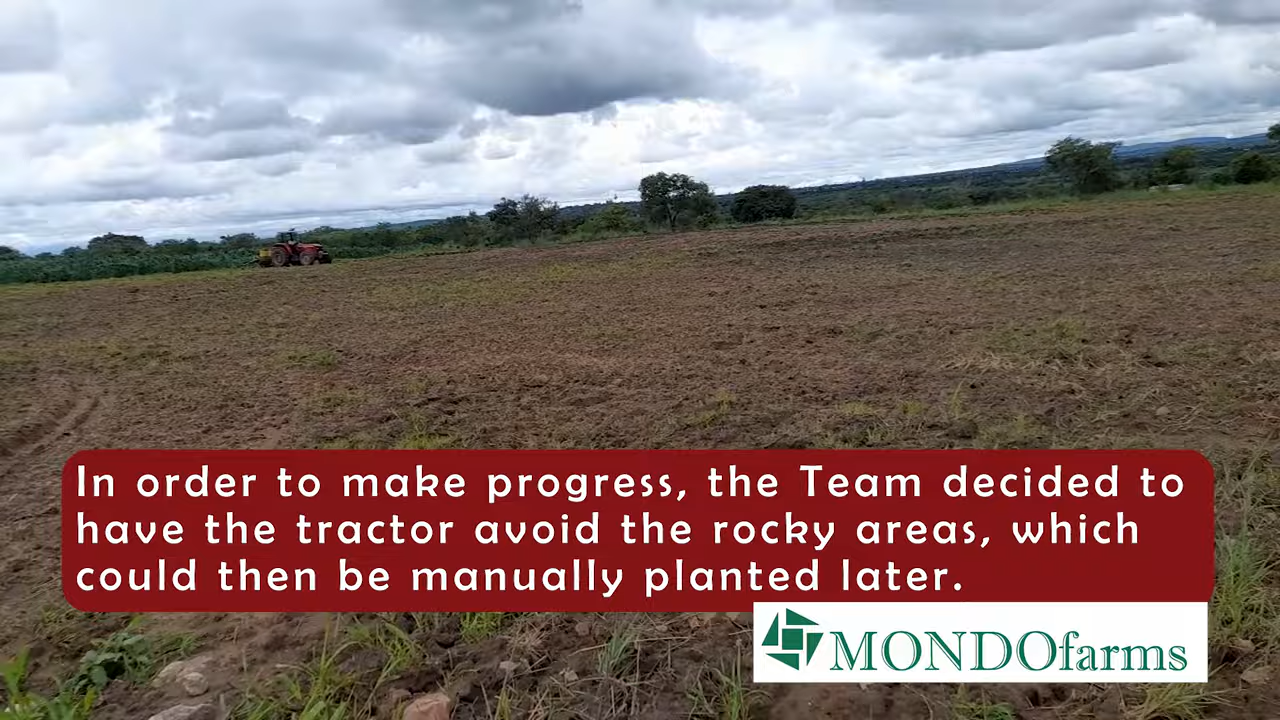 In order to make progress, the Team decided to
have the tractor avoid the rocky areas, which
could then be manually planted later.
MONDOfarms